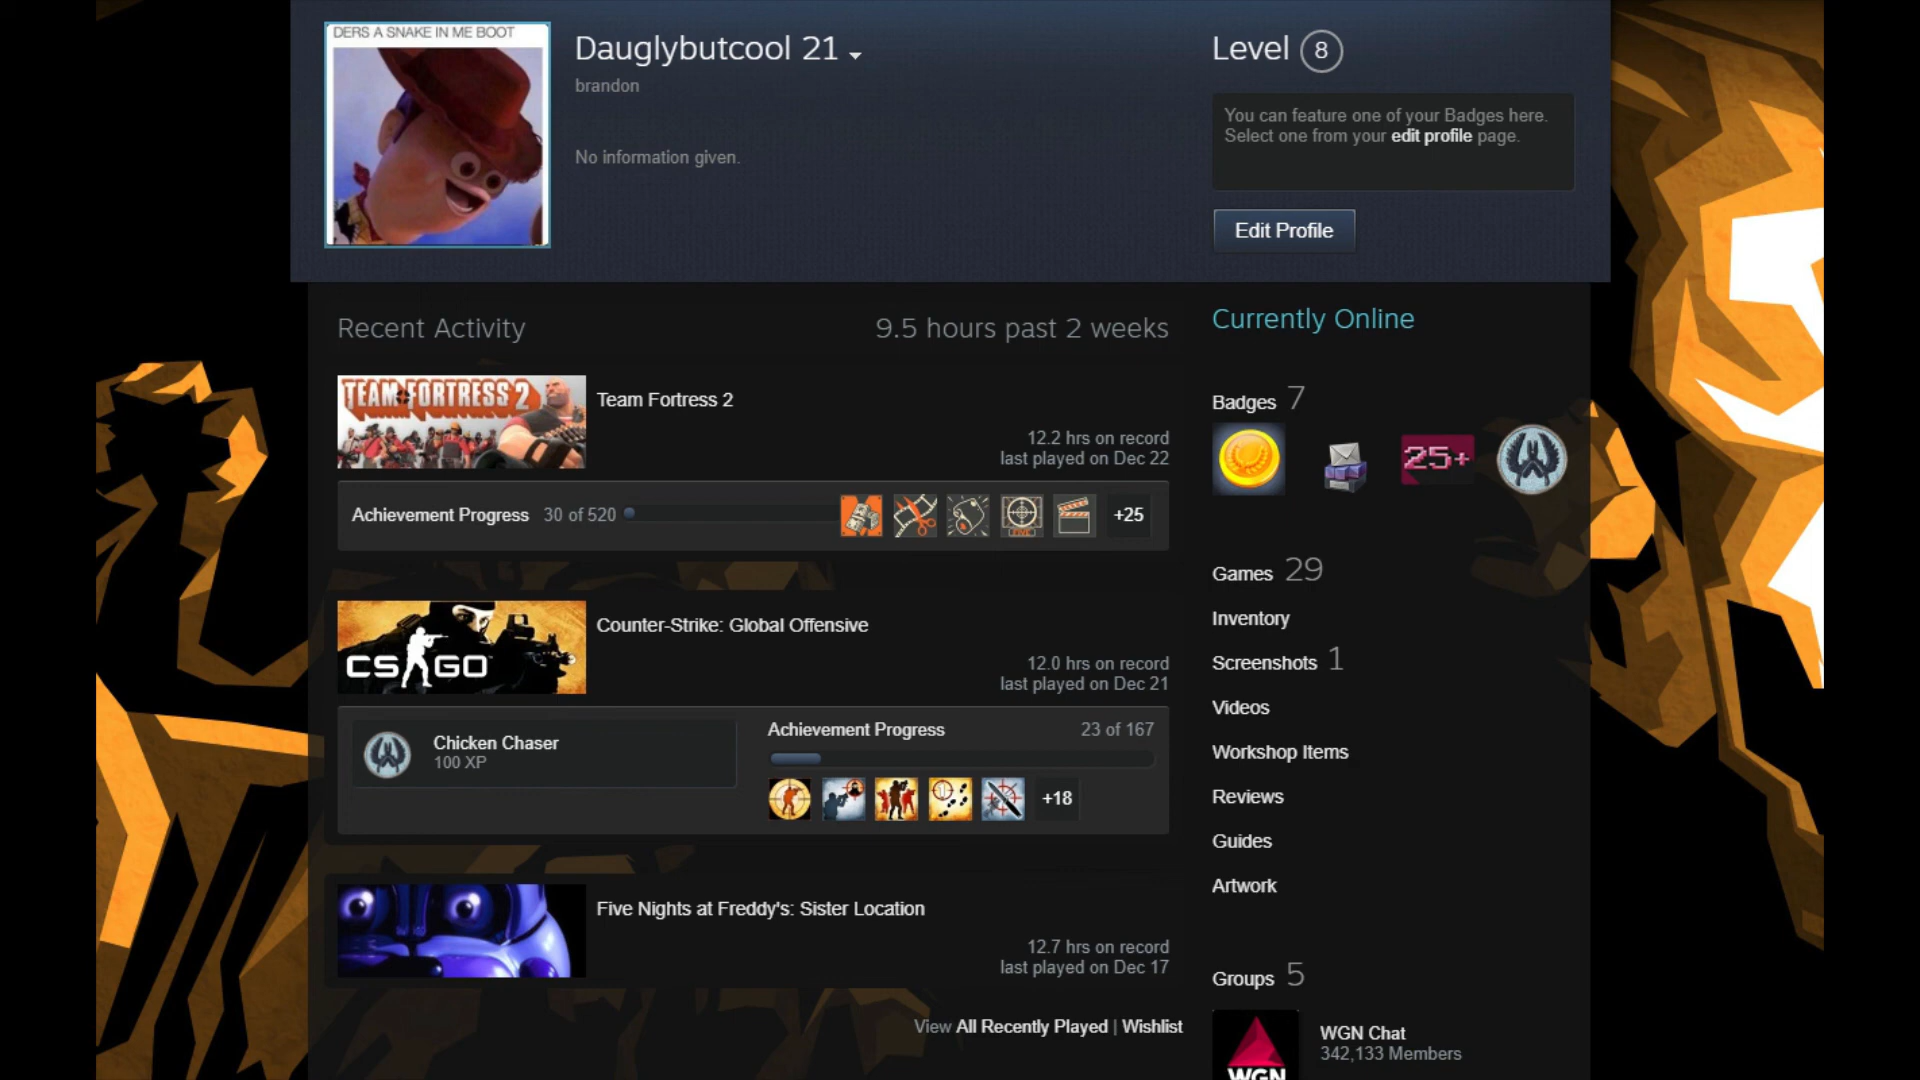 DERS A SNAKE IN ME BOOT
Dauglybutcool 21
brandon
No information given.
Level 8
You can feature one of your Badges here.
Select one from your edit profile page.
Edit Profile
Recent Activity
9.5 hours past 2 weeks
TEAM FORTRESS 2
Team Fortress 2
12.2 hrs on record
last played on Dec 22
Achievement Progress 30 of 520
+25
CS GO
Counter-Strike: Global Offensive
12.0 hrs on record
last played on Dec 21
Chicken Chaser
100 XP
Achievement Progress 23 of 167
+18
Five Nights at Freddy's: Sister Location
12.7 hrs on record
last played on Dec 17
View All Recently Played | Wishlist
Currently Online
Badges 7
25+
Games 29
Inventory
Screenshots 1
Videos
Workshop Items
Reviews
Guides
Artwork
Groups 5
WGN
WGN Chat
342,133 Members